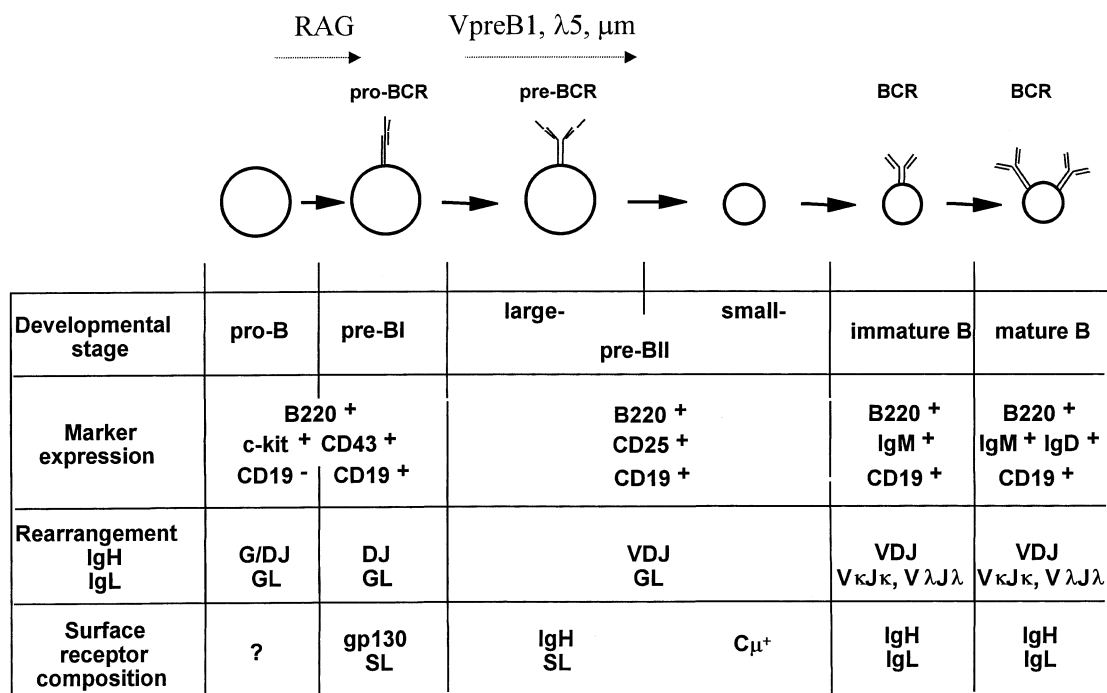 RAG VpreB1, λ5, μm
pro-BCR pre-BCR BCR BCR
Developmental stage pro-B pre-BI large- small- pre-BII immature B mature B
Marker expression
B220 + B220 + B220 + B220 +
c-kit + CD43 + CD25 + IgM + IgM + IgD +
CD19 - CD19 + CD19 + CD19 + CD19 +
Rearrangement
IgH G/DJ DJ VDJ VDJ VDJ
IgL GL GL GL VκJκ, VλJλ VκJκ, VλJλ
Surface receptor composition
? gp130 IgH Cμ+ IgH IgH
SL SL IgL IgL